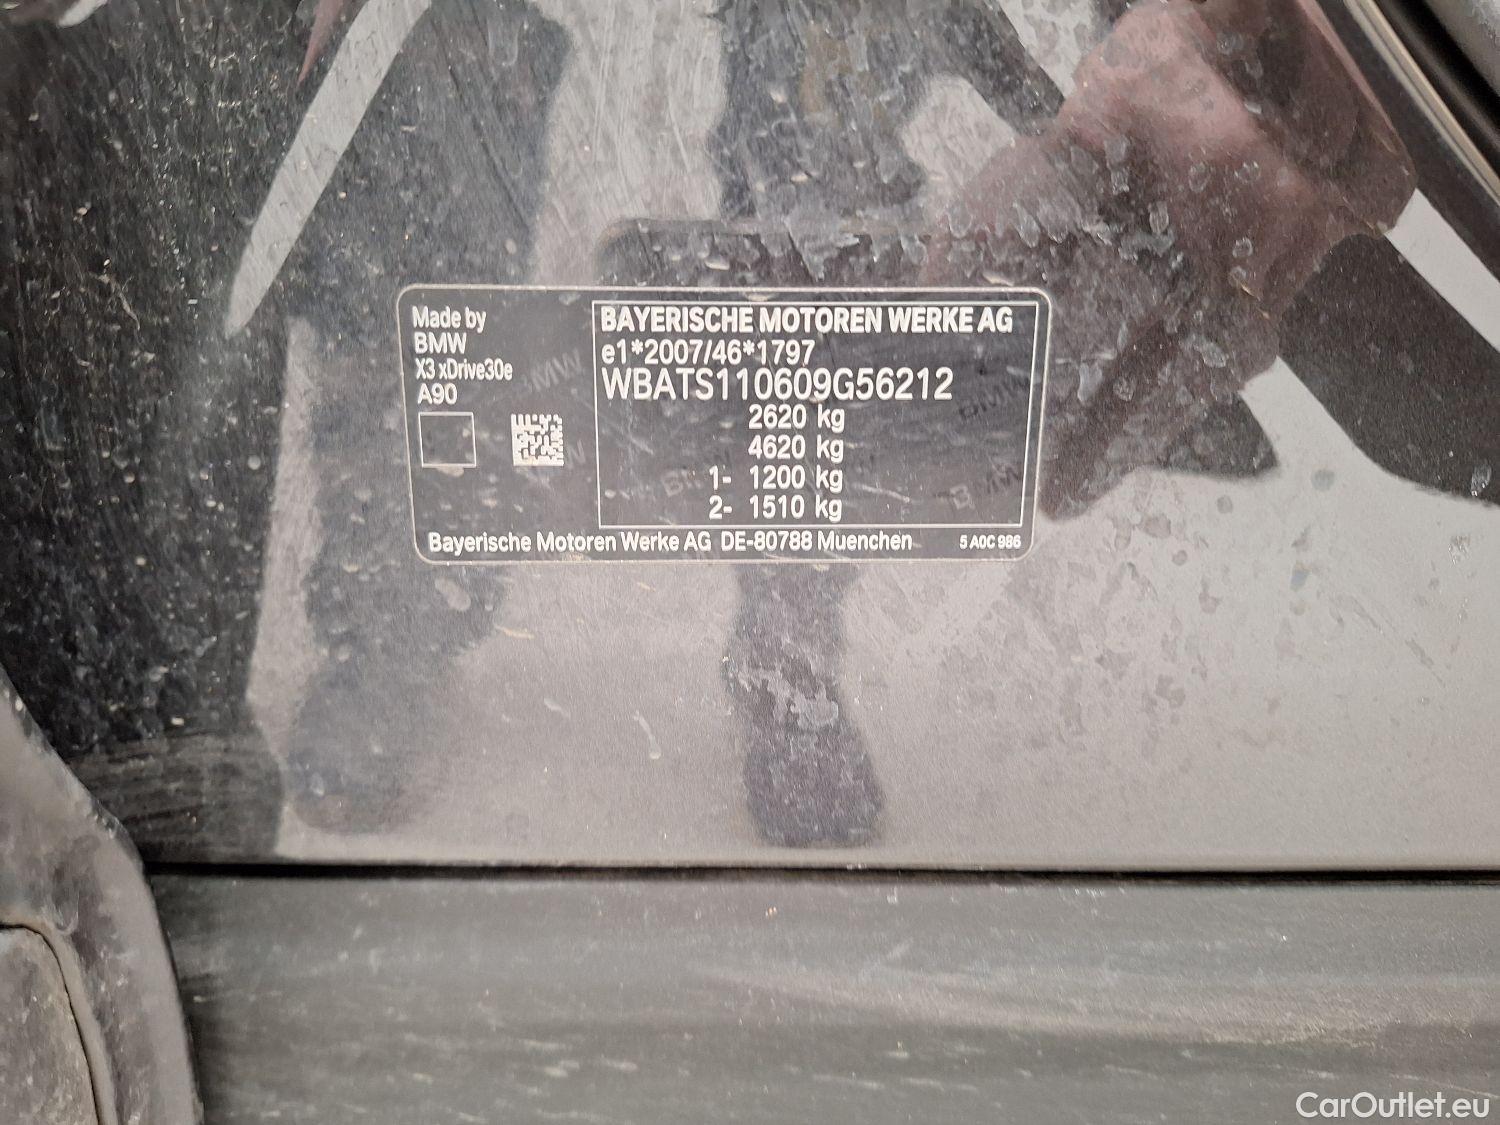 Made by
BMW
X3 xDrive30e
A90
BAYERISCHE MOTOREN WERKE AG
e1*2007/46*1797
WBATS110609G56212
2620 kg
4620 kg
1- 1200 kg
2- 1510 kg
Bayerische Motoren Werke AG DE-80788 Muenchen 5 A0C 986
CarOutlet.eu